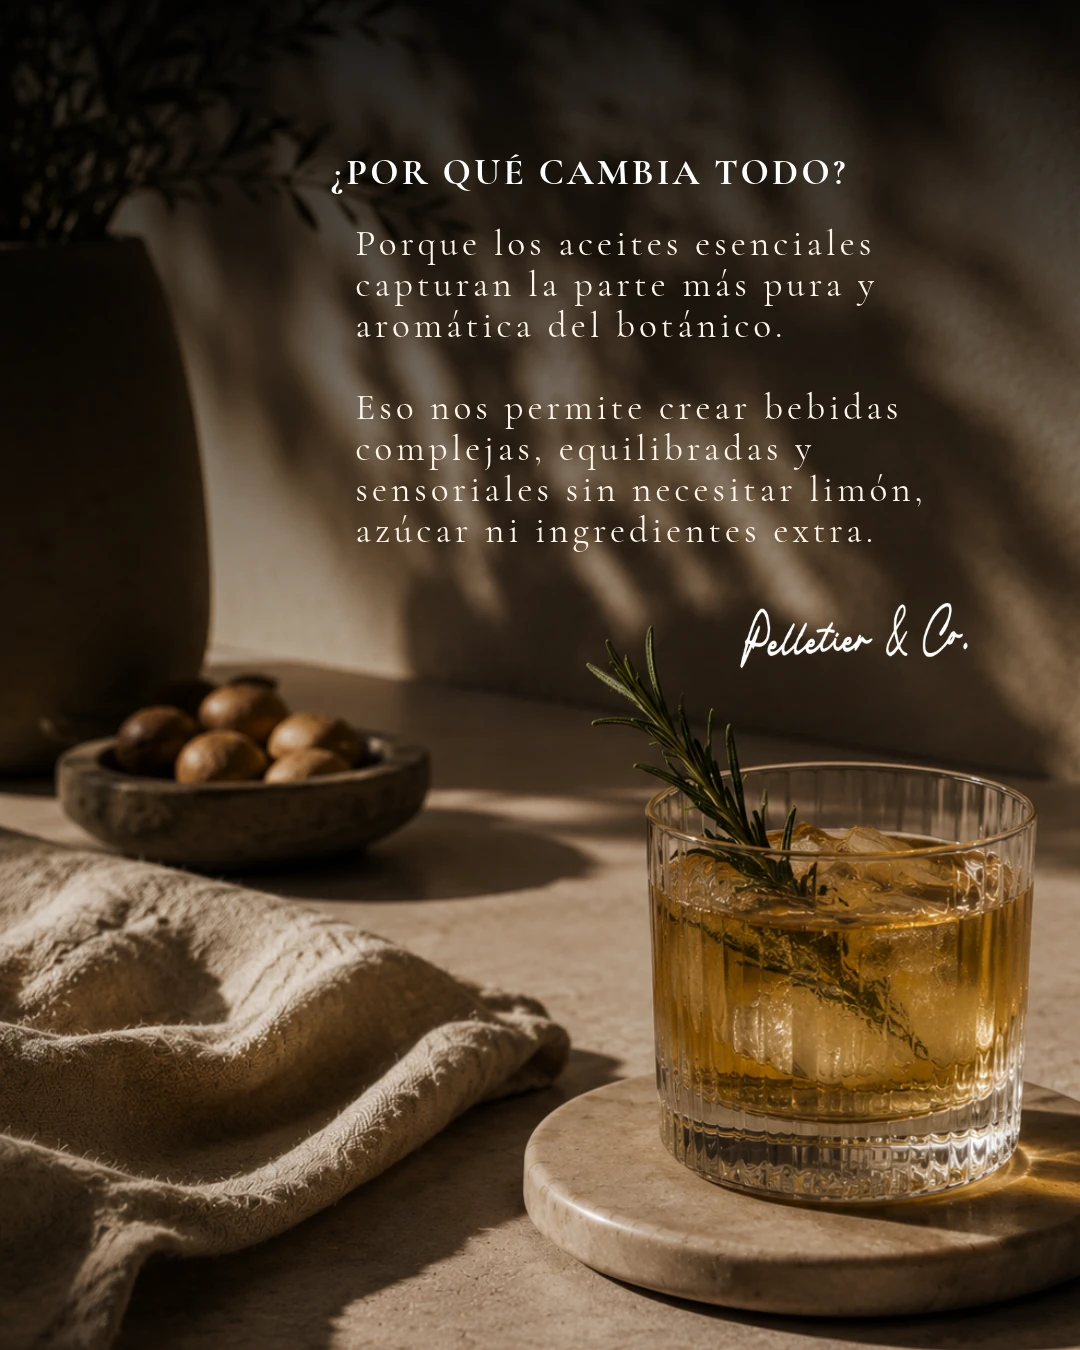 ¿POR QUÉ CAMBIA TODO?
Porque los aceites esenciales
capturan la parte más pura y
aromática del botánico.
Eso nos permite crear bebidas
complejas, equilibradas y
sensoriales sin necesitar limón,
azúcar ni ingredientes extra.
Pelletier & Co.